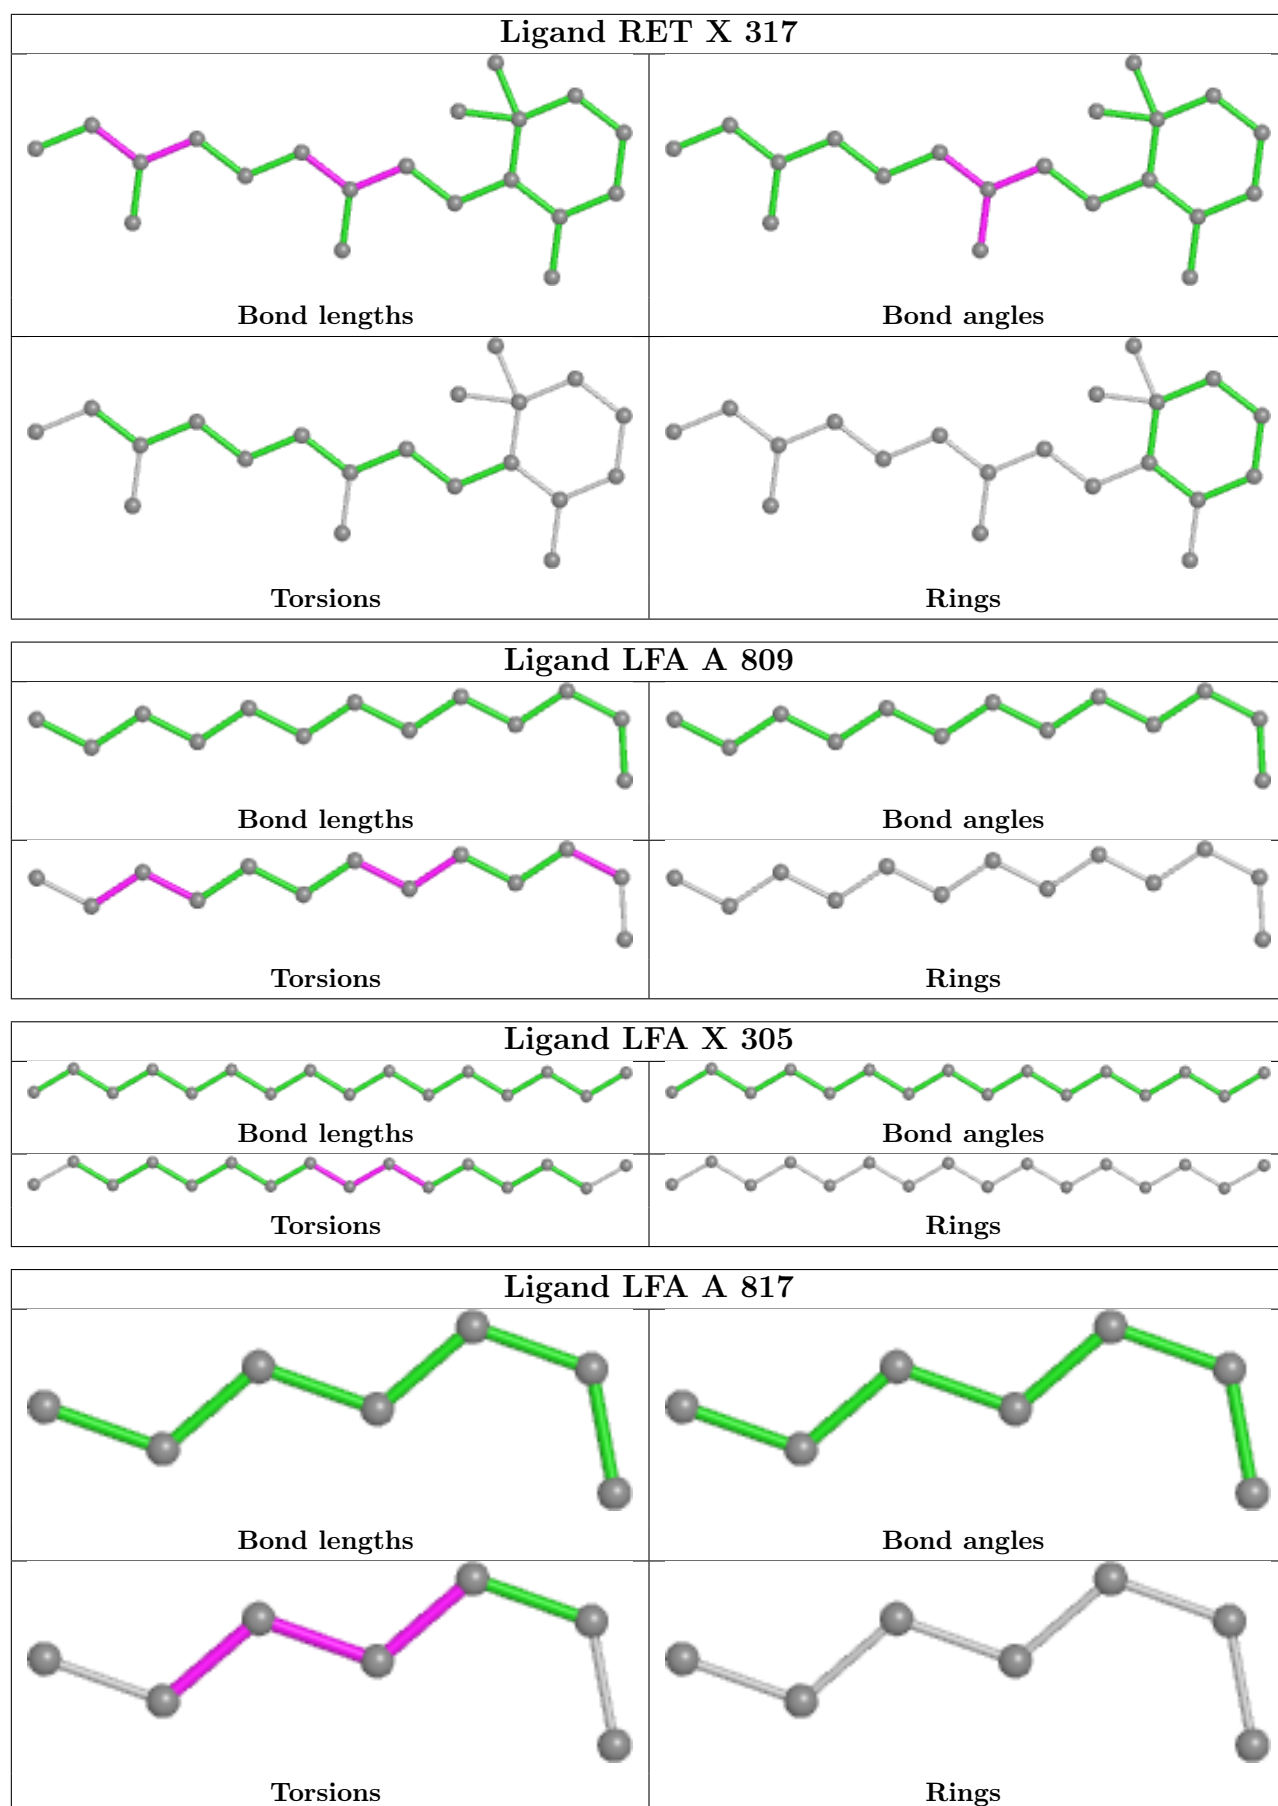 Ligand RET X 317
Bond lengths
Bond angles
Torsions
Rings
Ligand LFA A 809
Bond lengths
Bond angles
Torsions
Rings
Ligand LFA X 305
Bond lengths
Bond angles
Torsions
Rings
Ligand LFA A 817
Bond lengths
Bond angles
Torsions
Rings